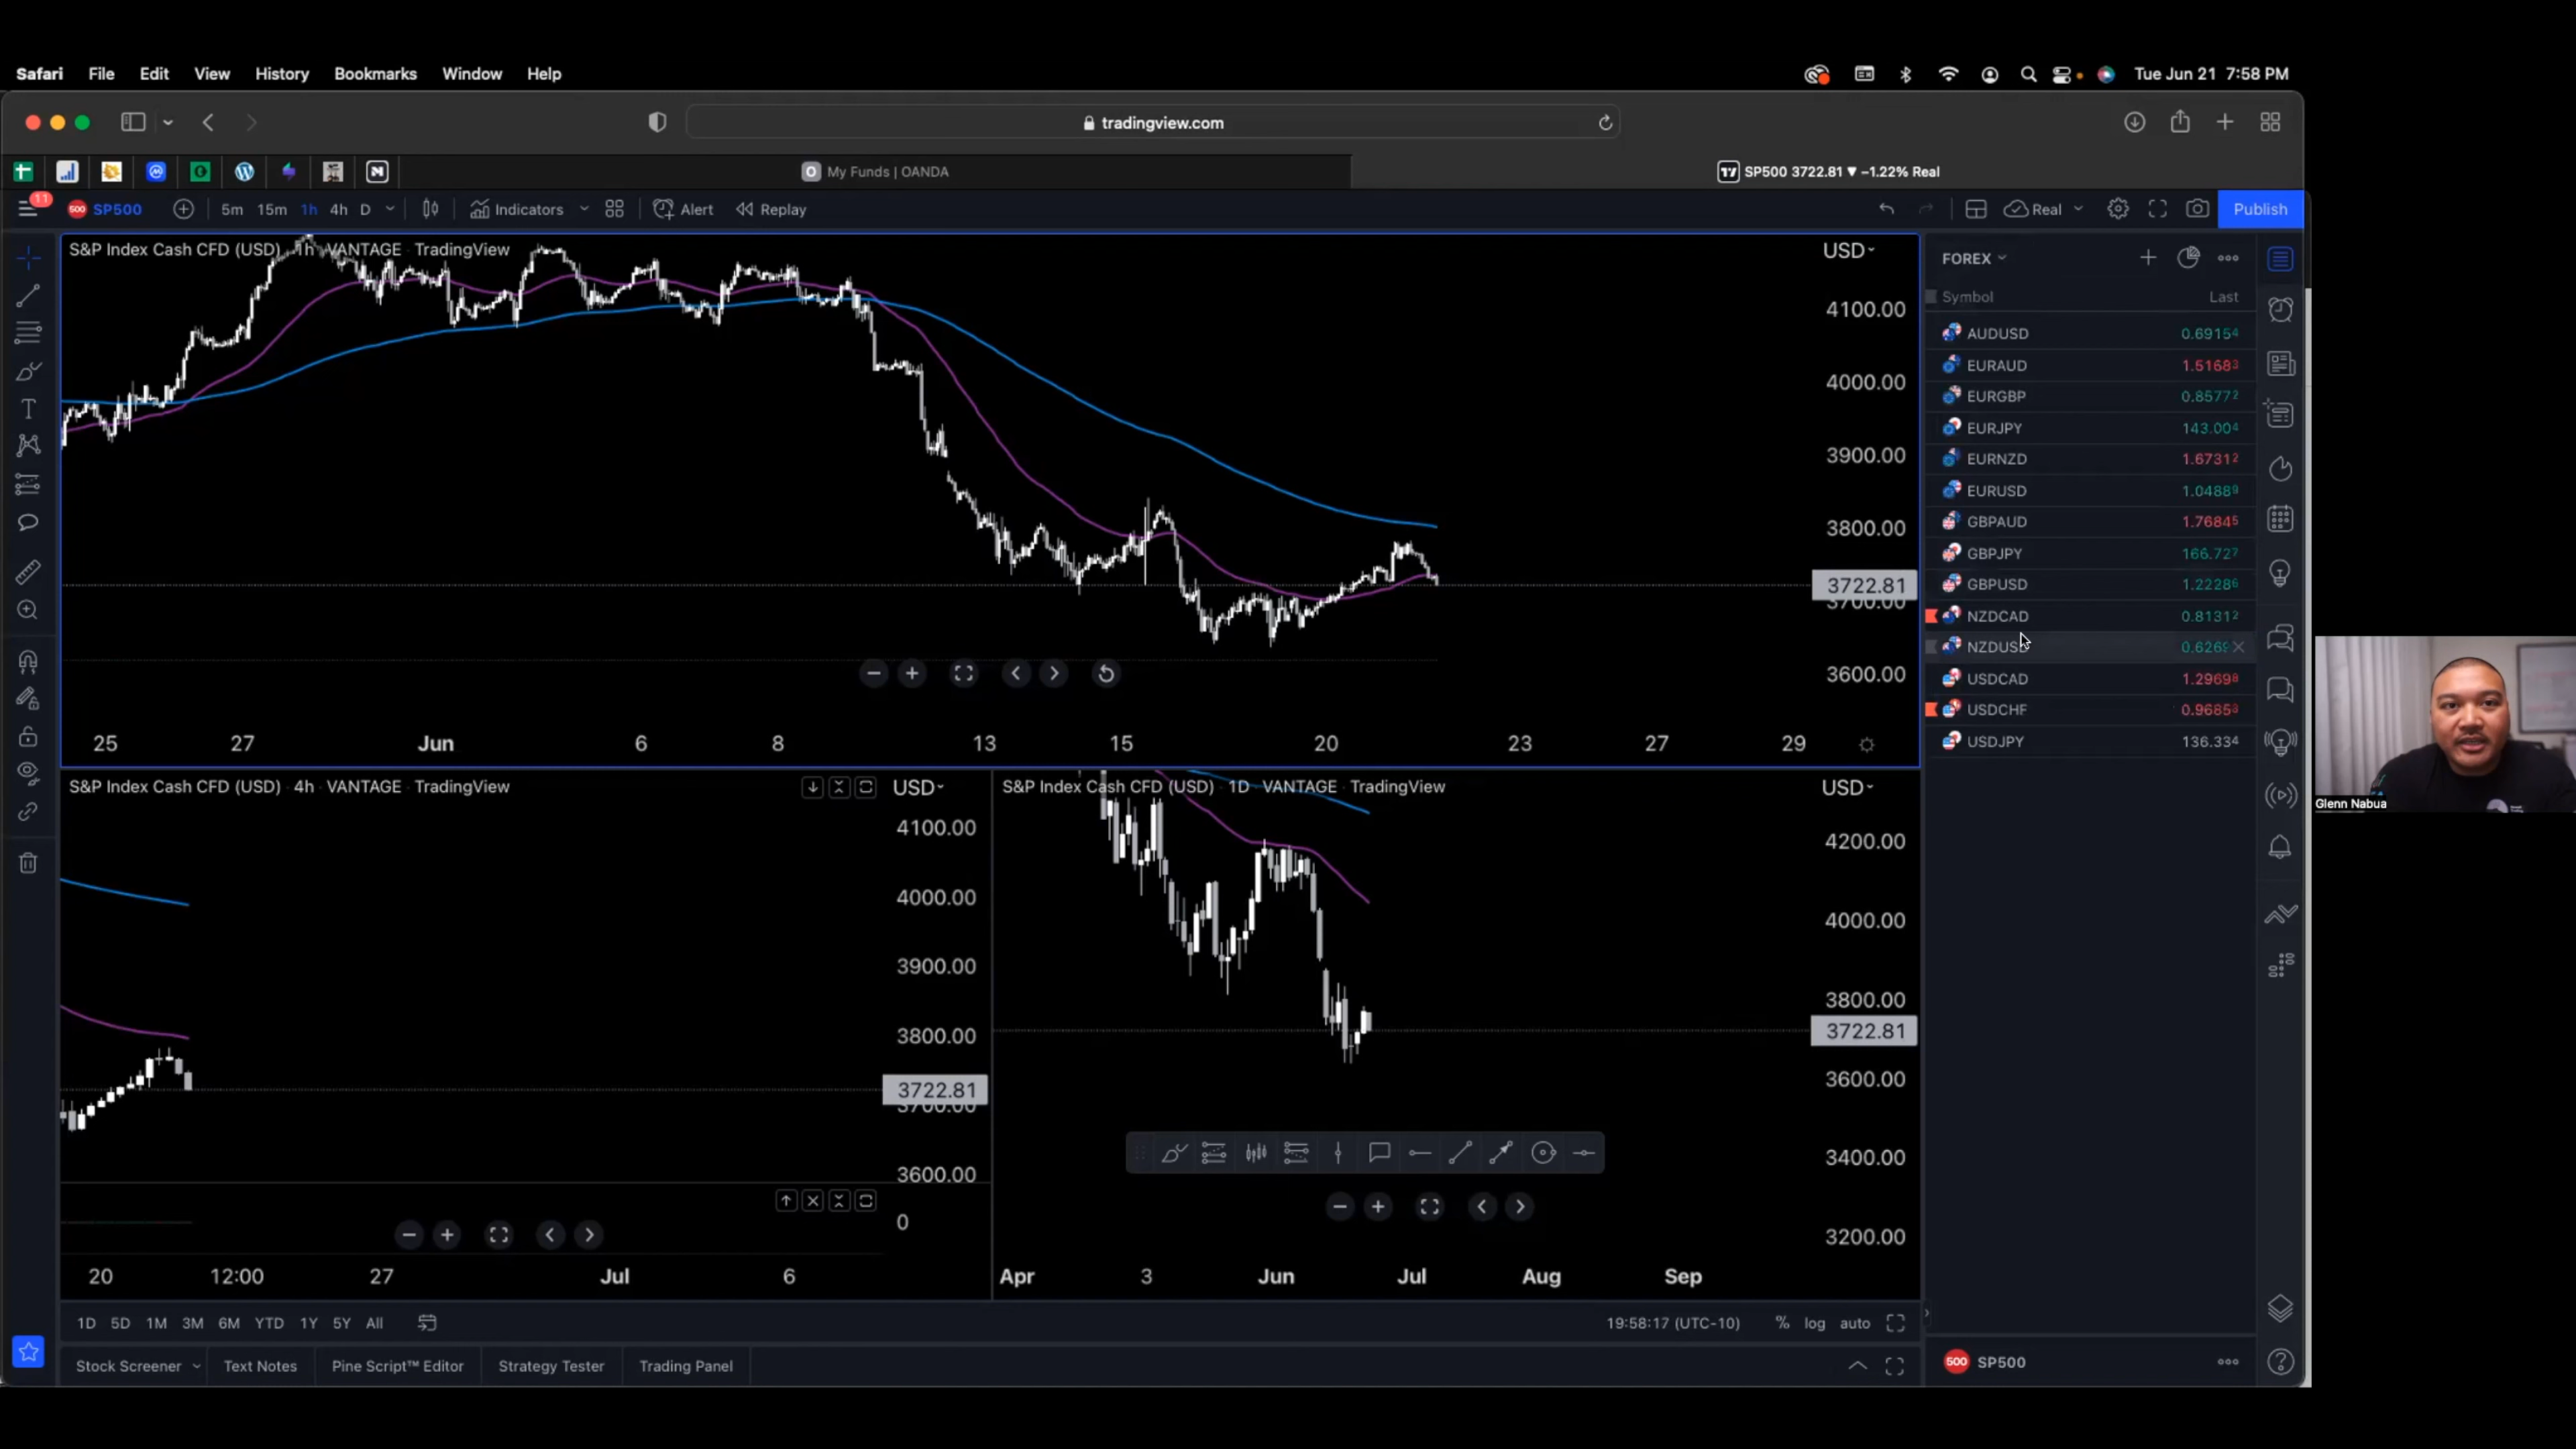 Safari File Edit View History Bookmarks Window Help Tue Jun 21 7:58 PM
tradingview.com
My Funds | OANDA SP500 3722.81 ▼ −1.22% Real
11 500 SP500 5m 15m 1h 4h D Indicators Alert Replay Real Publish
S&P Index Cash CFD (USD) 1h VANTAGE TradingView USD
4100.00
4000.00
3900.00
3800.00
3722.81
3700.00
3600.00
25 27 Jun 6 8 13 15 20 23 27 29
S&P Index Cash CFD (USD) 4h VANTAGE TradingView USD
4100.00
4000.00
3900.00
3800.00
3722.81
3700.00
3600.00
0
20 12:00 27 Jul 6
S&P Index Cash CFD (USD) 1D VANTAGE TradingView USD
4200.00
4000.00
3800.00
3722.81
3600.00
3400.00
3200.00
Apr 3 Jun Jul Aug Sep
1D 5D 1M 3M 6M YTD 1Y 5Y All 19:58:17 (UTC-10) % log auto
Stock Screener Text Notes Pine Script™ Editor Strategy Tester Trading Panel
FOREX
Symbol Last
AUDUSD 0.69154
EURAUD 1.51683
EURGBP 0.85772
EURJPY 143.004
EURNZD 1.67312
EURUSD 1.04889
GBPAUD 1.76845
GBPJPY 166.727
GBPUSD 1.22286
NZDCAD 0.81312
NZDUSD 0.6269
USDCAD 1.29698
USDCHF 0.96853
USDJPY 136.334
500 SP500
Glenn Nabua